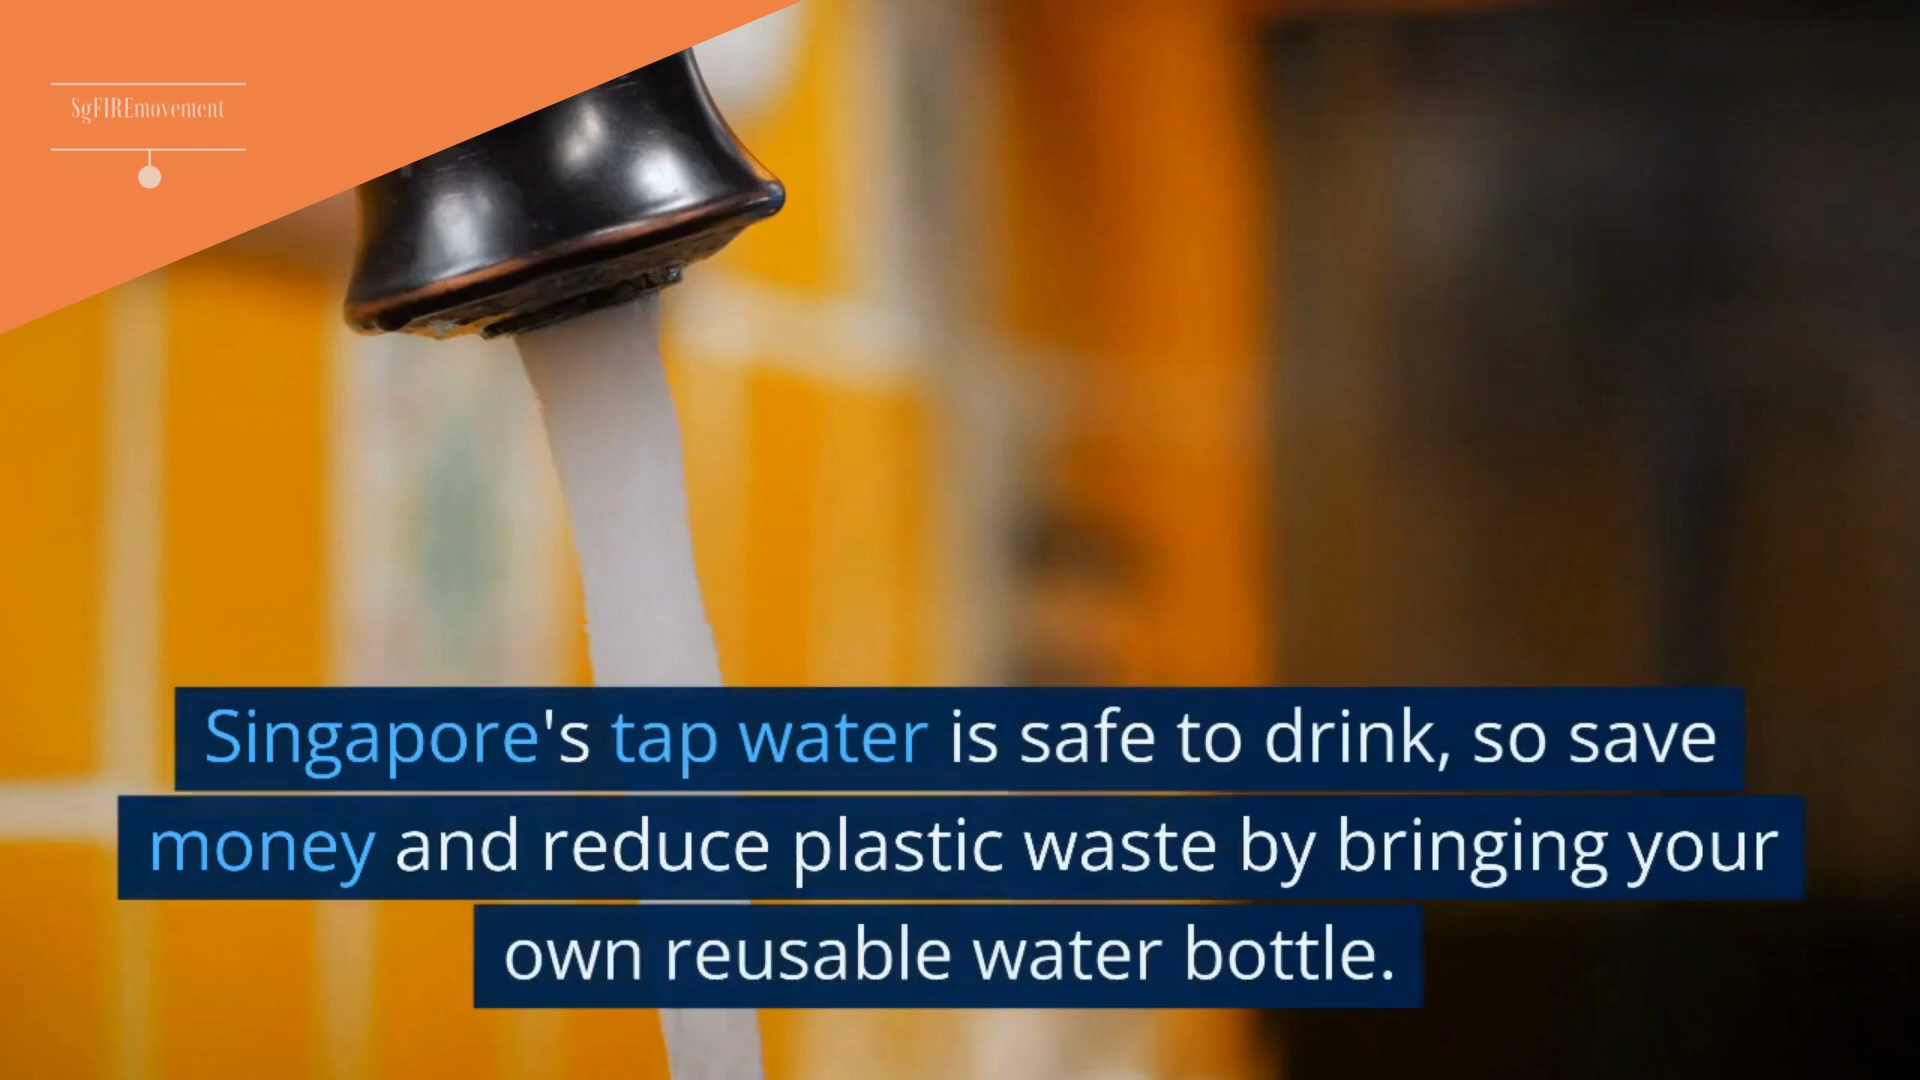 SgFIREmovement
Singapore's tap water is safe to drink, so save
money and reduce plastic waste by bringing your
own reusable water bottle.